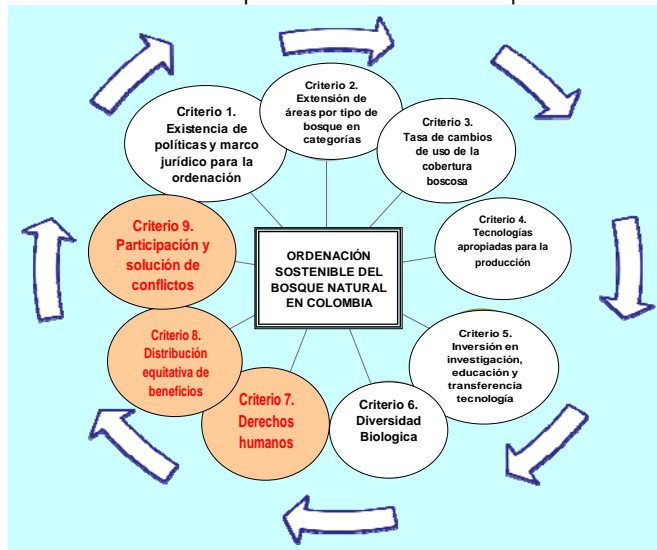 Criterio 1.
Existencia de
políticas y marco
jurídico para la
ordenación
Criterio 2.
Extensión de
áreas por tipo de
bosque en
categorías
Criterio 3.
Tasa de cambios
de uso de la
cobertura
boscosa
Criterio 4.
Tecnologías
apropiadas para la
producción
Criterio 5.
Inversión en
investigación,
educación y
transferencia
tecnología
Criterio 6.
Diversidad
Biologica
Criterio 7.
Derechos
humanos
Criterio 8.
Distribución
equitativa de
beneficios
Criterio 9.
Participación y
solución de
conflictos
ORDENACIÓN
SOSTENIBLE DEL
BOSQUE NATURAL
EN COLOMBIA